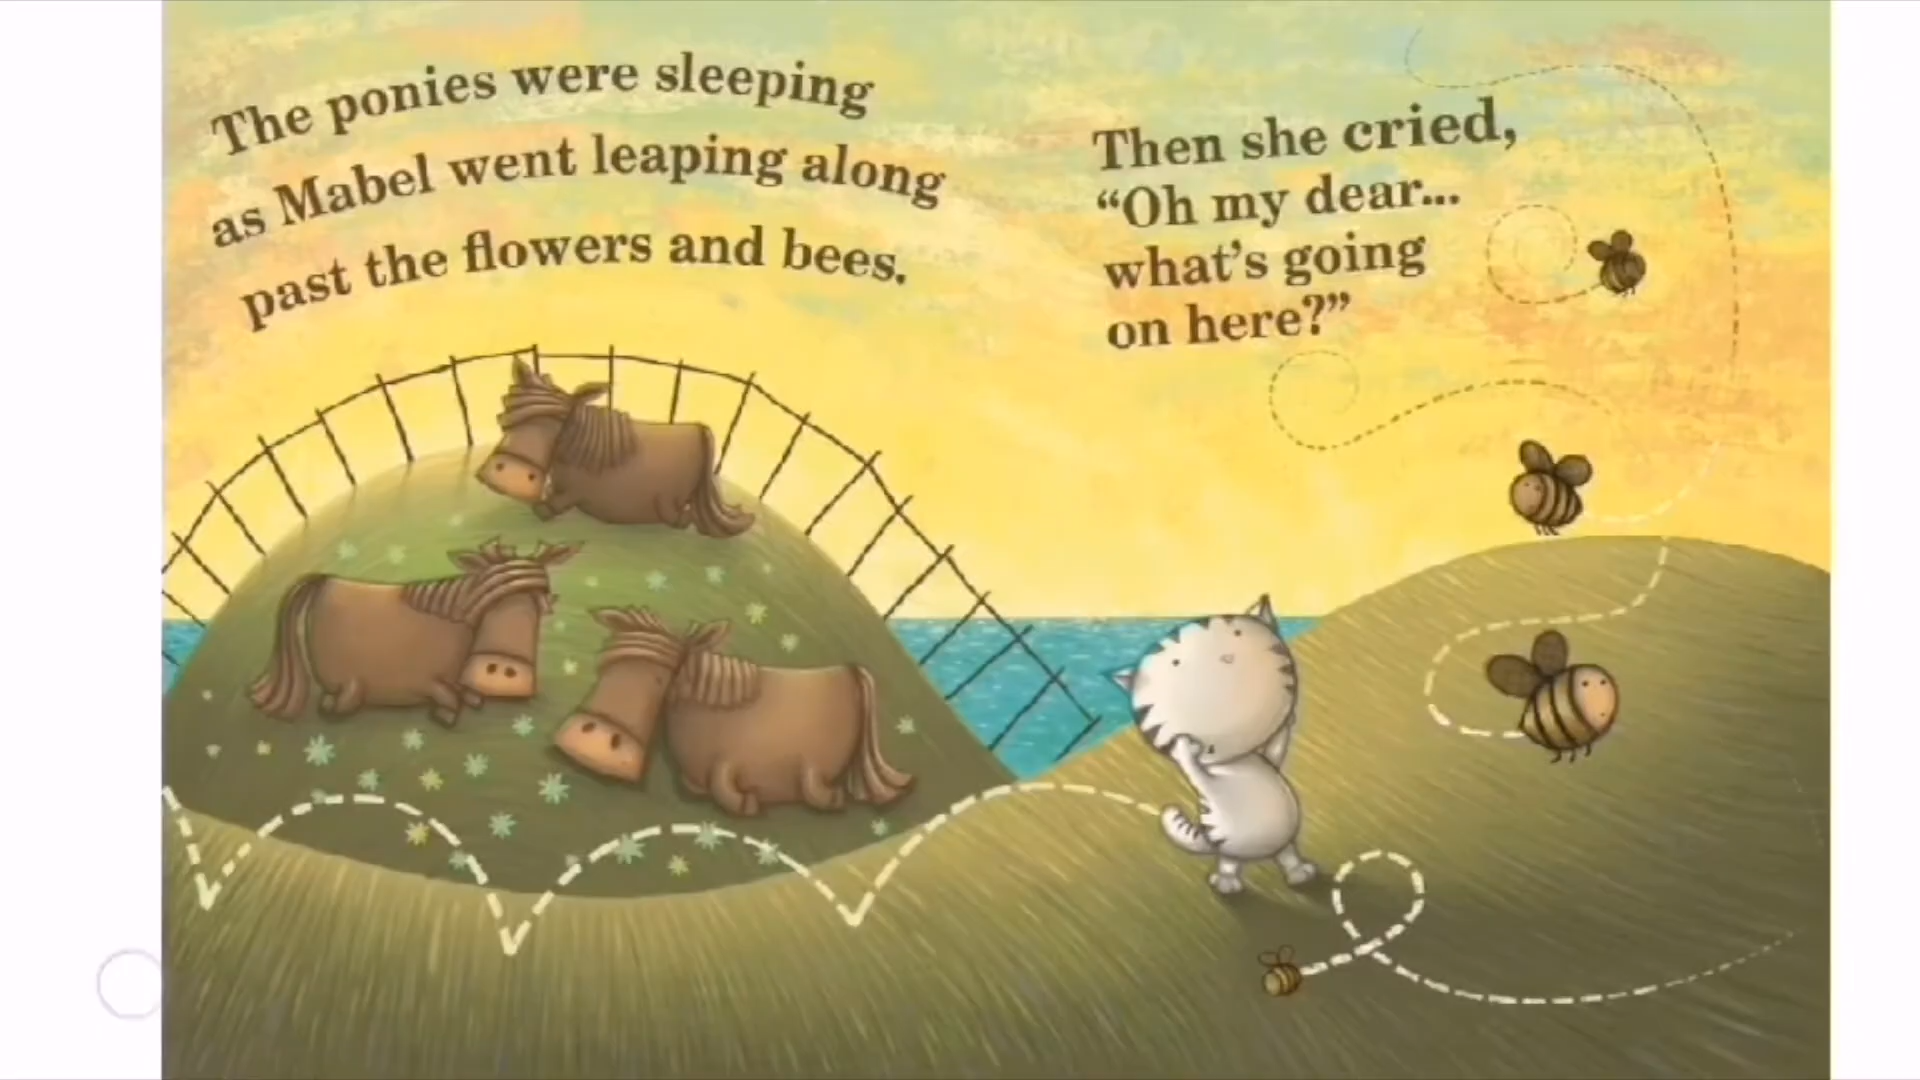 The ponies were sleeping
as Mabel went leaping along
past the flowers and bees.
Then she cried,
“Oh my dear...
what’s going
on here?”